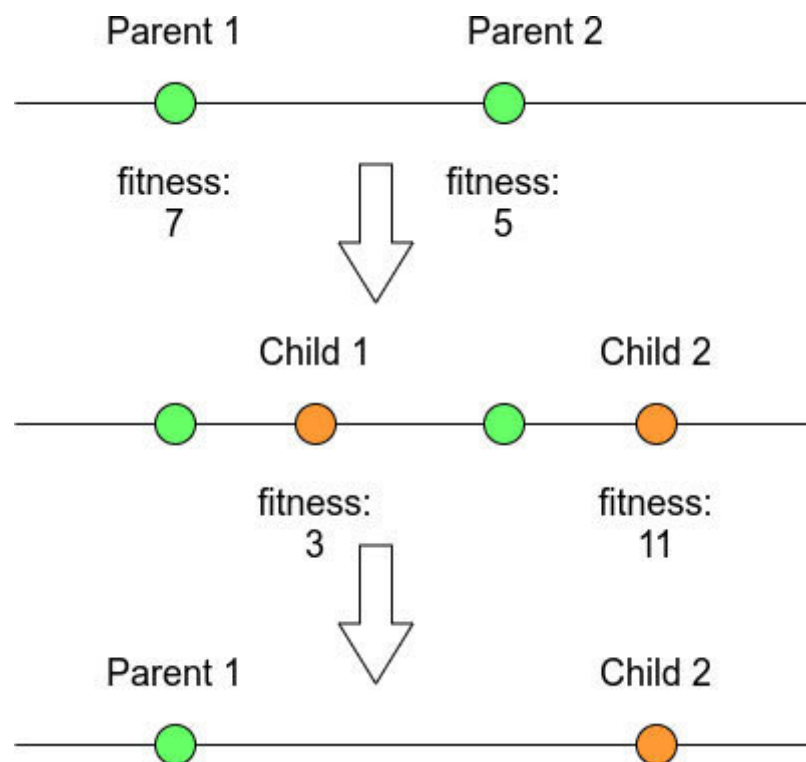 Parent 1
Parent 2
fitness:
7
fitness:
5
Child 1
Child 2
fitness:
3
fitness:
11
Parent 1
Child 2